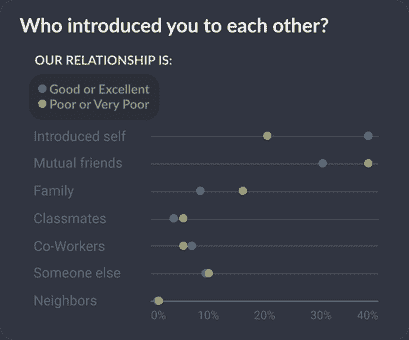 Who introduced you to each other?
OUR RELATIONSHIP IS:
Good or Excellent
Poor or Very Poor
Introduced self
Mutual friends
Family
Classmates
Co-Workers
Someone else
Neighbors
0% 10% 20% 30% 40%